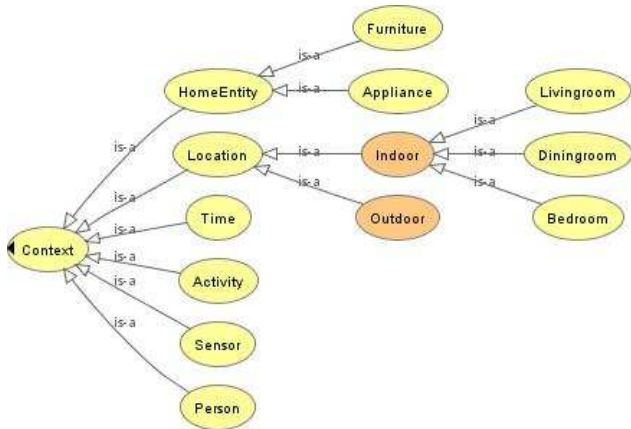 Furniture
is-a
HomeEntity
is-a
Appliance
Livingroom
is-a
is-a
Location
is-a
Indoor
is-a
Diningroom
is-a
is-a
is-a
Time
is-a
Outdoor
Bedroom
Context
is-a
Activity
is-a
Sensor
is-a
Person